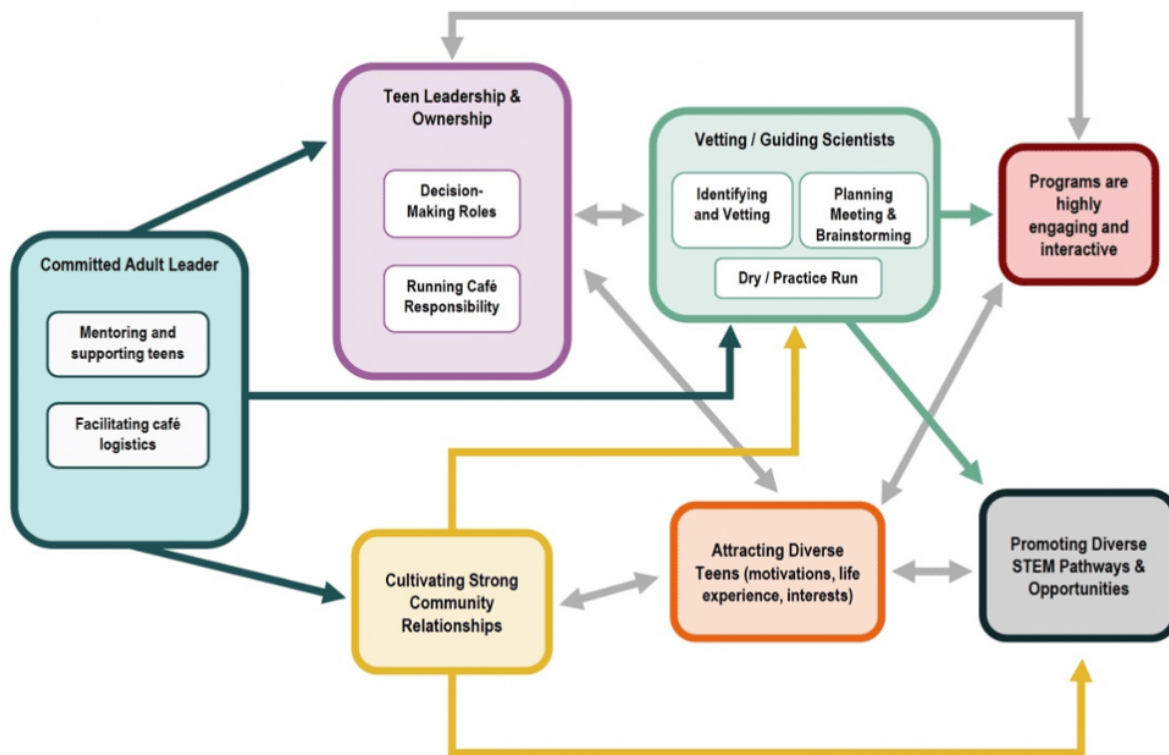 Teen Leadership &
Ownership
Decision-
Making Roles
Running Café
Responsibility
Vetting / Guiding Scientists
Identifying
and Vetting
Planning
Meeting &
Brainstorming
Dry / Practice Run
Programs are
highly
engaging and
interactive
Committed Adult Leader
Mentoring and
supporting teens
Facilitating café
logistics
Cultivating Strong
Community
Relationships
Attracting Diverse
Teens (motivations, life
experience, interests)
Promoting Diverse
STEM Pathways &
Opportunities